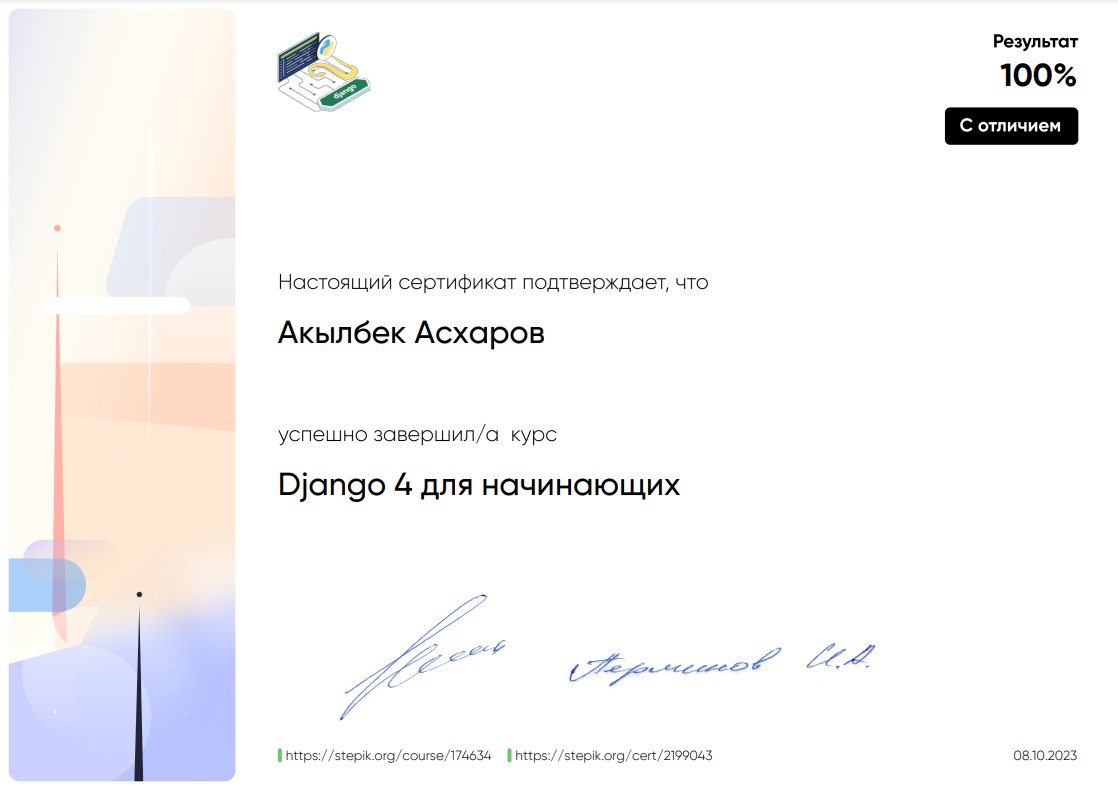 django
Результат
100%
С отличием
Настоящий сертификат подтверждает, что
Акылбек Асхаров
успешно завершил/а курс
Django 4 для начинающих
Перминов И.А.
https://stepik.org/course/174634 https://stepik.org/cert/2199043 08.10.2023